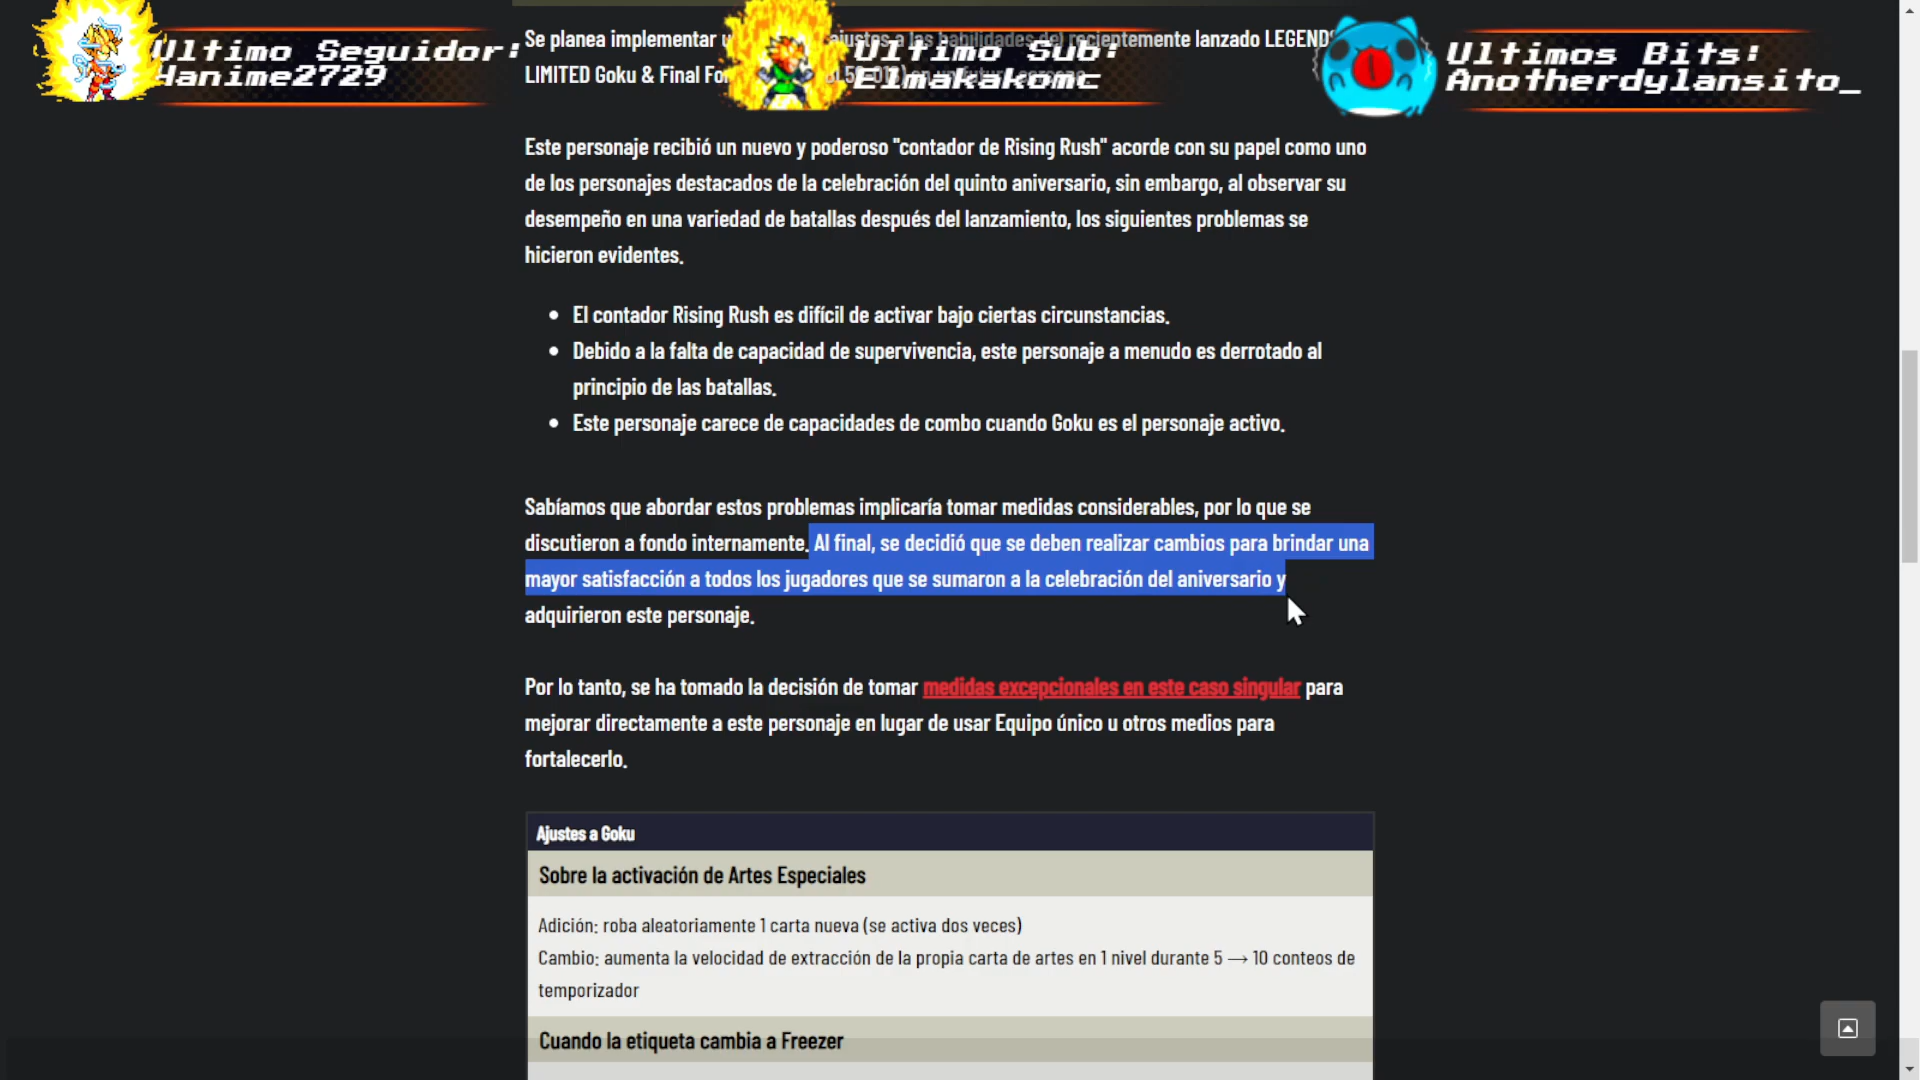 Ultimo Seguidor:
Hanime2729
Ultimo Sub:
Elmakakomc
Ultimos Bits:
Anotherdylansito_
Se planea implementar ajustes a las habilidades del recientemente lanzado LEGENDS
LIMITED Goku & Final
Este personaje recibió un nuevo y poderoso "contador de Rising Rush" acorde con su papel como uno
de los personajes destacados de la celebración del quinto aniversario, sin embargo, al observar su
desempeño en una variedad de batallas después del lanzamiento, los siguientes problemas se
hicieron evidentes.
• El contador Rising Rush es difícil de activar bajo ciertas circunstancias.
• Debido a la falta de capacidad de supervivencia, este personaje a menudo es derrotado al
principio de las batallas.
• Este personaje carece de capacidades de combo cuando Goku es el personaje activo.
Sabíamos que abordar estos problemas implicaría tomar medidas considerables, por lo que se
discutieron a fondo internamente. Al final, se decidió que se deben realizar cambios para brindar una
mayor satisfacción a todos los jugadores que se sumaron a la celebración del aniversario y
adquirieron este personaje.
Por lo tanto, se ha tomado la decisión de tomar medidas excepcionales en este caso singular para
mejorar directamente a este personaje en lugar de usar Equipo único u otros medios para
fortalecerlo.
Ajustes a Goku
Sobre la activación de Artes Especiales
Adición: roba aleatoriamente 1 carta nueva (se activa dos veces)
Cambio: aumenta la velocidad de extracción de la propia carta de artes en 1 nivel durante 5 → 10 conteos de
temporizador
Cuando la etiqueta cambia a Freezer